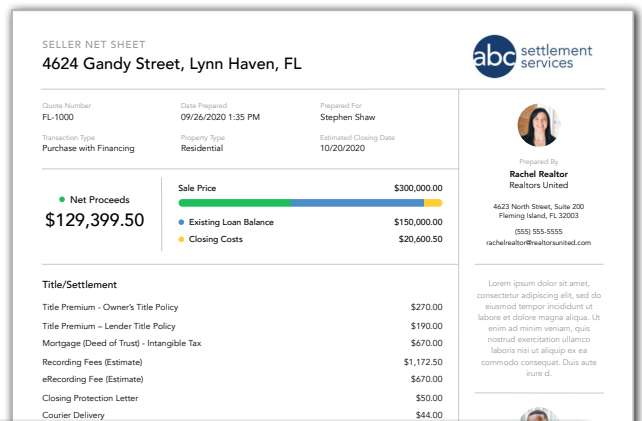 SELLER NET SHEET
4624 Gandy Street, Lynn Haven, FL
abc settlement
services
Quote Number
FL-1000
Date Prepared
09/26/2020 1:35 PM
Prepared For
Stephen Shaw
Transaction Type
Purchase with Financing
Property Type
Residential
Estimated Closing Date
10/20/2020
Net Proceeds
$129,399.50
Sale Price $300,000.00
Existing Loan Balance $150,000.00
Closing Costs $20,600.50
Title/Settlement
Title Premium - Owner's Title Policy $270.00
Title Premium – Lender Title Policy $190.00
Mortgage (Deed of Trust) - Intangible Tax $670.00
Recording Fees (Estimate) $1,172.50
eRecording Fee (Estimate) $670.00
Closing Protection Letter $50.00
Courier Delivery $44.00
Prepared By
Rachel Realtor
Realtors United
4623 North Street, Suite 200
Fleming Island, FL 32003
(555) 555-5555
rachelrealtor@realtorsunited.com
Lorem ipsum dolor sit amet,
consectetur adipiscing elit, sed do
eiusmod tempor incididunt ut
labore et dolore magna aliqua. Ut
enim ad minim veniam, quis
nostrud exercitation ullamco
laboris nisi ut aliquip ex ea
commodo consequat. Duis aute
irure d.